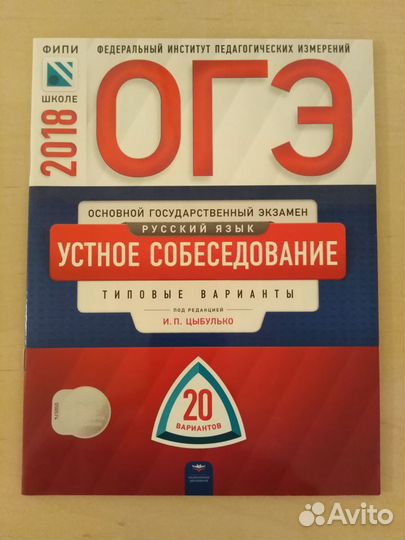 ФИПИ
ШКОЛЕ
ФЕДЕРАЛЬНЫЙ ИНСТИТУТ ПЕДАГОГИЧЕСКИХ ИЗМЕРЕНИЙ
2018
ОГЭ
ОСНОВНОЙ ГОСУДАРСТВЕННЫЙ ЭКЗАМЕН
РУССКИЙ ЯЗЫК
УСТНОЕ СОБЕСЕДОВАНИЕ
ТИПОВЫЕ ВАРИАНТЫ
ПОД РЕДАКЦИЕЙ
И. П. ЦЫБУЛЬКО
20
ВАРИАНТОВ
Avito